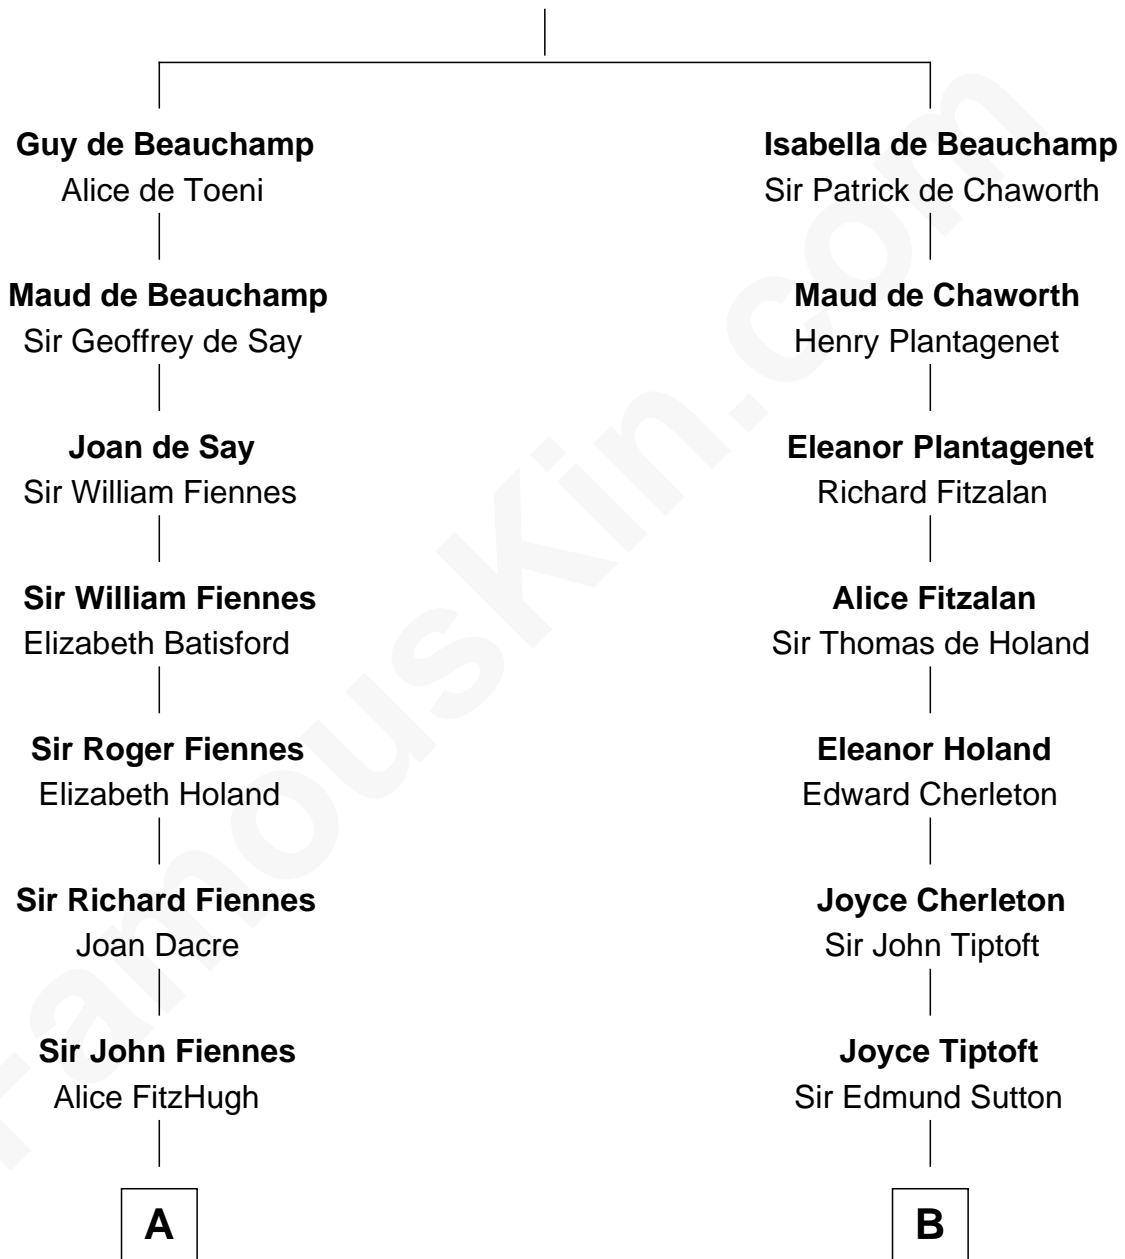 Guy de Beauchamp
Alice de Toeni
Maud de Beauchamp
Sir Geoffrey de Say
Joan de Say
Sir William Fiennes
Sir William Fiennes
Elizabeth Batisford
Sir Roger Fiennes
Elizabeth Holand
Sir Richard Fiennes
Joan Dacre
Sir John Fiennes
Alice FitzHugh
A
Isabella de Beauchamp
Sir Patrick de Chaworth
Maud de Chaworth
Henry Plantagenet
Eleanor Plantagenet
Richard Fitzalan
Alice Fitzalan
Sir Thomas de Holand
Eleanor Holand
Edward Cherleton
Joyce Cherleton
Sir John Tiptoft
Joyce Tiptoft
Sir Edmund Sutton
B
FamousKin.com